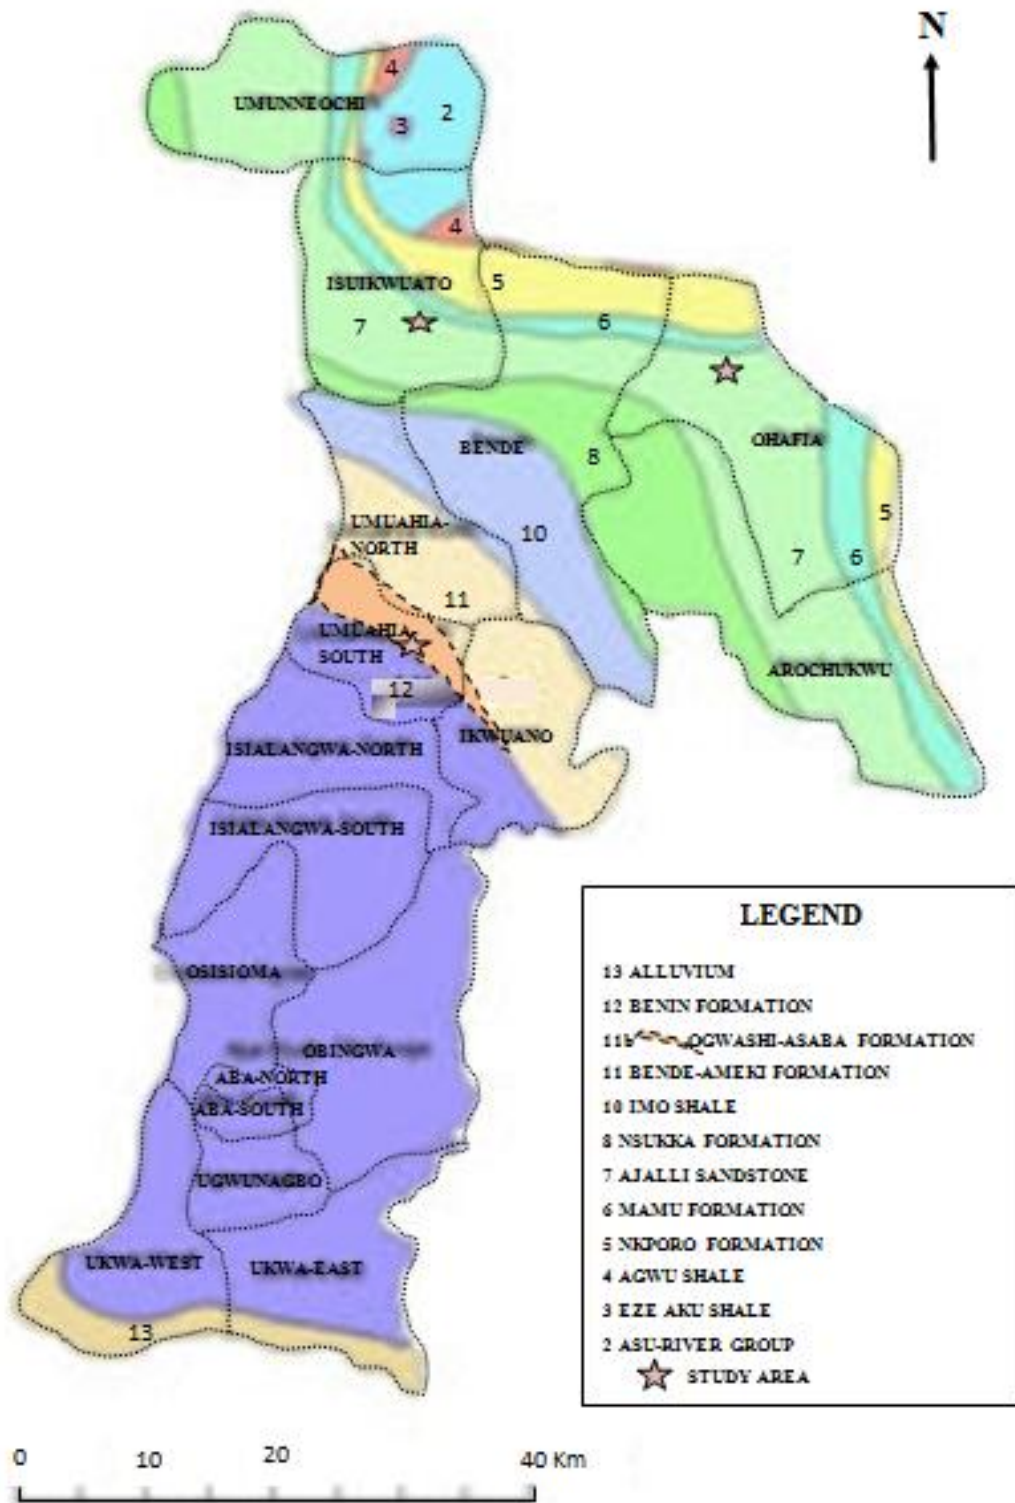 N
4
2
UMUNNEOCHI
3
4
ISUIKWUATO
5
7
6
BENDE
OHAFIA
8
5
UMUAHIA-
NORTH
10
7
6
11
UMUAHIA-
SOUTH
AROCHUKWU
12
IKWUANO
ISIALANGWA-NORTH
ISIALANGWA-SOUTH
OSISIOMA
OBINGWA
ABA-NORTH
ABA-SOUTH
UGWUNAGBO
UKWA-WEST
UKWA-EAST
13
LEGEND
13 ALLUVIUM
12 BENIN FORMATION
11b OGWASHI-ASABA FORMATION
11 BENDE-AMEKI FORMATION
10 IMO SHALE
8 NSUKKA FORMATION
7 AJALLI SANDSTONE
6 MAMU FORMATION
5 NKPORO FORMATION
4 AGWU SHALE
3 EZE AKU SHALE
2 ASU-RIVER GROUP
STUDY AREA
0 10 20 40 Km